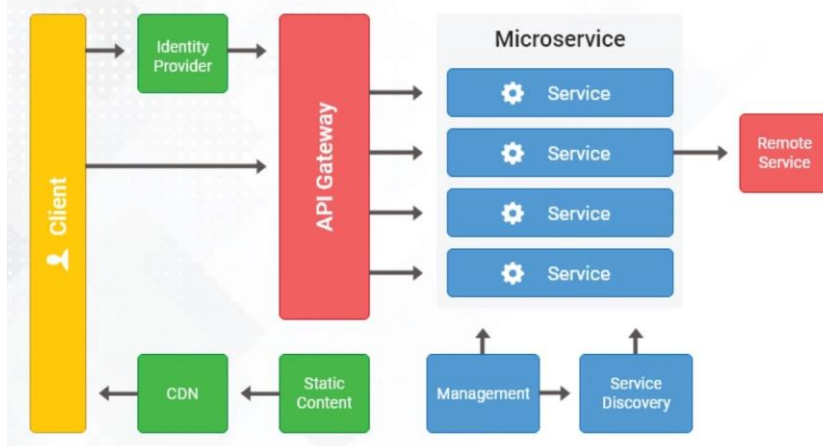 Identity
Provider
Microservice
Service
API Gateway
Service
Remote
Service
Client
Service
Service
CDN
Static
Content
Management
Service
Discovery